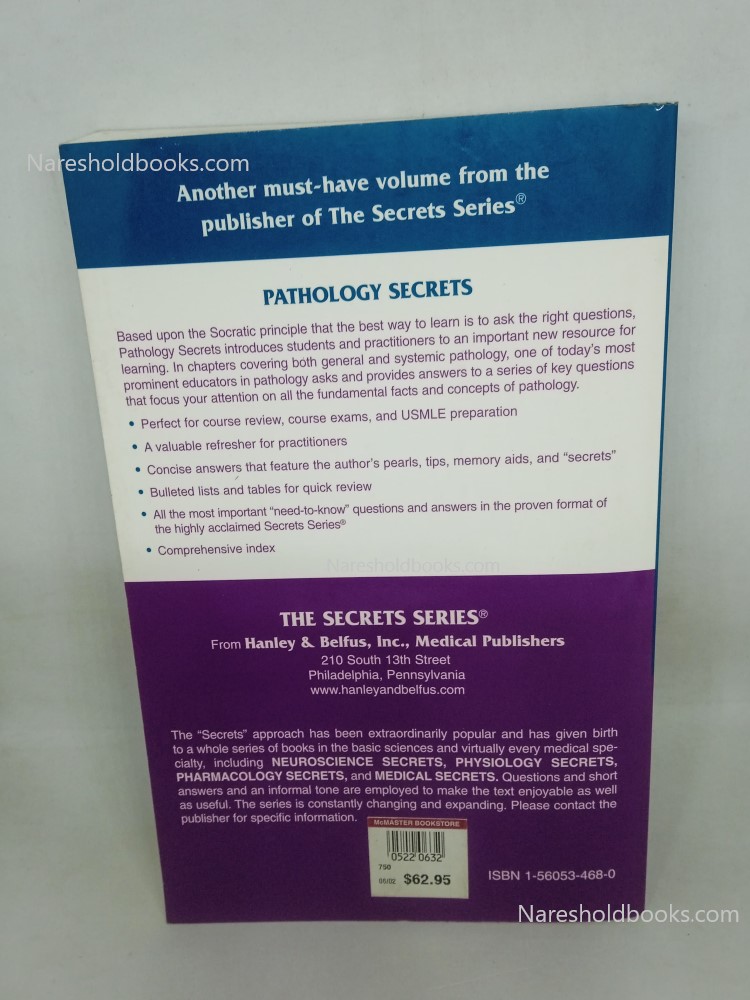 Naresholdbooks.com
Another must-have volume from the
publisher of The Secrets Series®
PATHOLOGY SECRETS
Based upon the Socratic principle that the best way to learn is to ask the right questions,
Pathology Secrets introduces students and practitioners to an important new resource for
learning. In chapters covering both general and systemic pathology, one of today's most
prominent educators in pathology asks and provides answers to a series of key questions
that focus your attention on all the fundamental facts and concepts of pathology.
• Perfect for course review, course exams, and USMLE preparation
• A valuable refresher for practitioners
• Concise answers that feature the author's pearls, tips, memory aids, and "secrets"
• Bulleted lists and tables for quick review
• All the most important "need-to-know" questions and answers in the proven format of
the highly acclaimed Secrets Series®
• Comprehensive index
Naresholdbooks.com
THE SECRETS SERIES®
From Hanley & Belfus, Inc., Medical Publishers
210 South 13th Street
Philadelphia, Pennsylvania
www.hanleyandbelfus.com
The "Secrets" approach has been extraordinarily popular and has given birth
to a whole series of books in the basic sciences and virtually every medical spe-
cialty, including NEUROSCIENCE SECRETS, PHYSIOLOGY SECRETS,
PHARMACOLOGY SECRETS, and MEDICAL SECRETS. Questions and short
answers and an informal tone are employed to make the text enjoyable as well
as useful. The series is constantly changing and expanding. Please contact the
publisher for specific information.
McMASTER BOOKSTORE
0522 0632
750
06/02 $62.95
ISBN 1-56053-468-0
Naresholdbooks.com